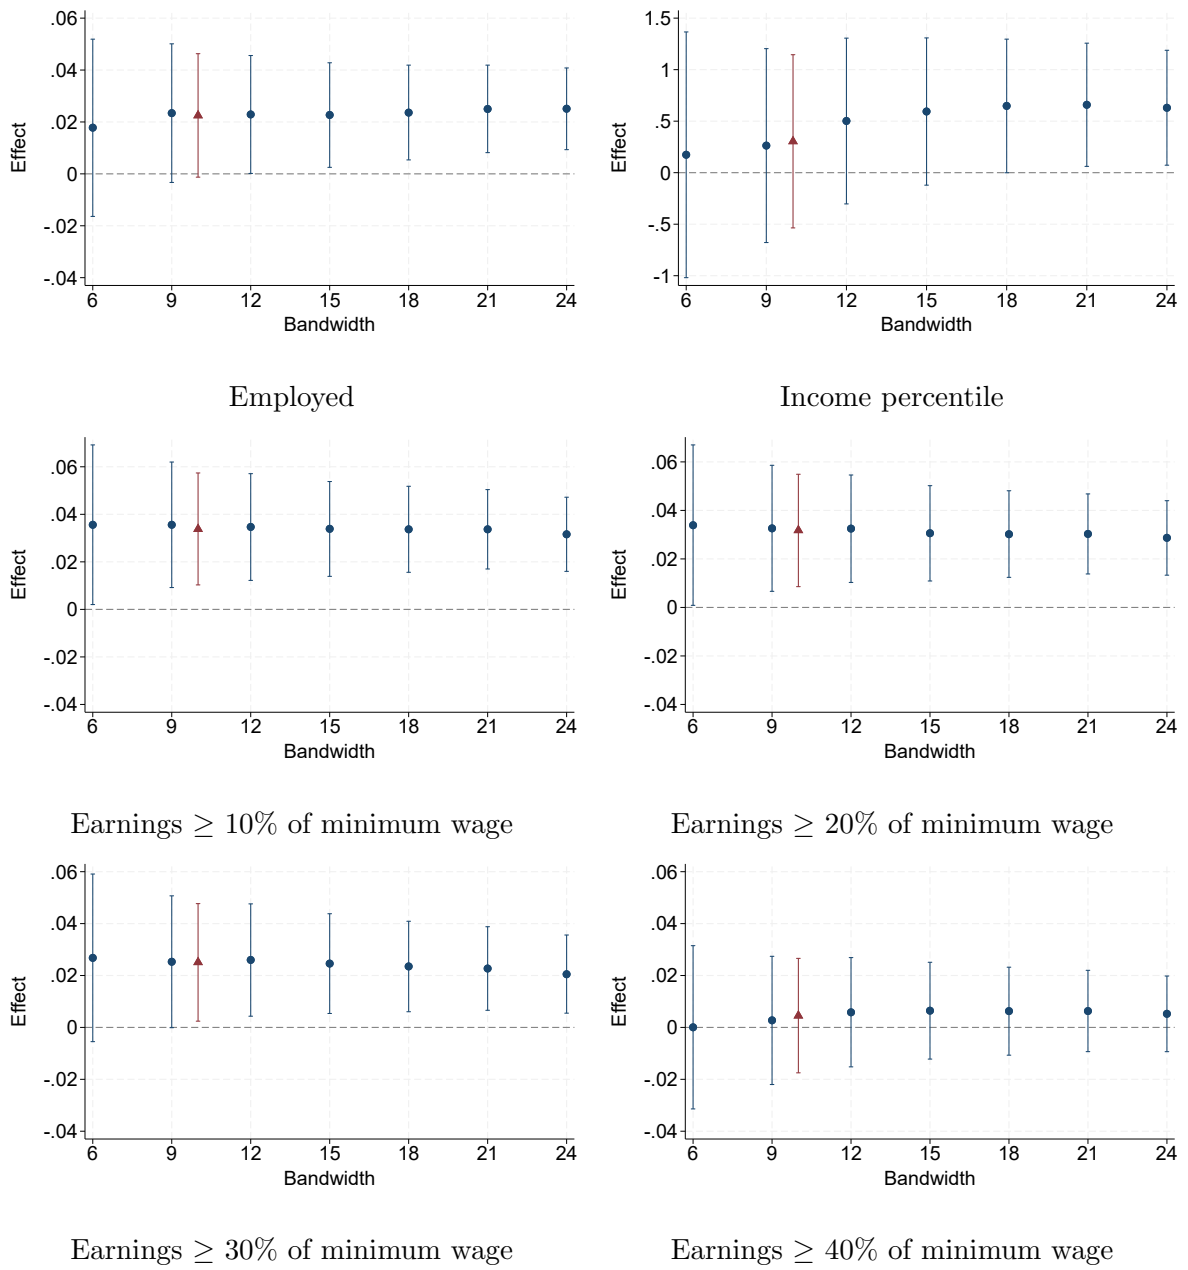 .06
.04
.02
0
-.02
-.04
Effect
6 9 12 15 18 21 24
Bandwidth
Employed
1.5
1
.5
0
-.5
-1
Effect
6 9 12 15 18 21 24
Bandwidth
Income percentile
.06
.04
.02
0
-.02
-.04
Effect
6 9 12 15 18 21 24
Bandwidth
Earnings ≥ 10% of minimum wage
.06
.04
.02
0
-.02
-.04
Effect
6 9 12 15 18 21 24
Bandwidth
Earnings ≥ 20% of minimum wage
.06
.04
.02
0
-.02
-.04
Effect
6 9 12 15 18 21 24
Bandwidth
Earnings ≥ 30% of minimum wage
.06
.04
.02
0
-.02
-.04
Effect
6 9 12 15 18 21 24
Bandwidth
Earnings ≥ 40% of minimum wage